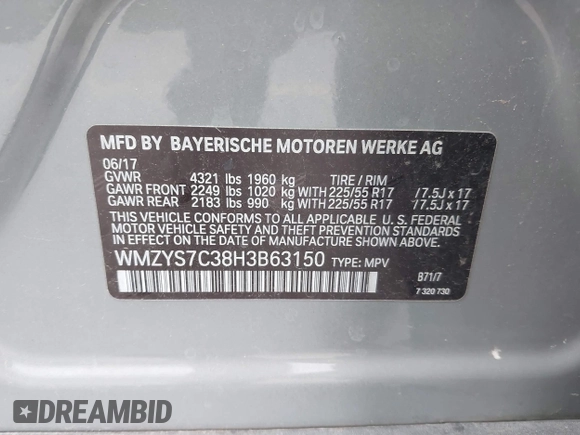 MFD BY BAYERISCHE MOTOREN WERKE AG
06/17
GVWR 4321 lbs 1960 kg TIRE / RIM
GAWR FRONT 2249 lbs 1020 kg WITH 225/55 R17 /7.5J x 17
GAWR REAR 2183 lbs 990 kg WITH 225/55 R17 /7.5J x 17
THIS VEHICLE CONFORMS TO ALL APPLICABLE U. S. FEDERAL
MOTOR VEHICLE SAFETY AND THEFT PREVENTION STANDARDS
IN EFFECT ON THE DATE OF MANUFACTURE SHOWN ABOVE.
WMZYS7C38H3B63150 TYPE: MPV
B71/7
7 320 730
DREAMBID